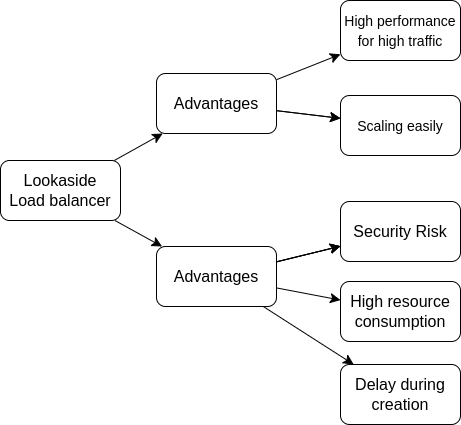 Lookaside
Load balancer
Advantages
High performance
for high traffic
Scaling easily
Advantages
Security Risk
High resource
consumption
Delay during
creation